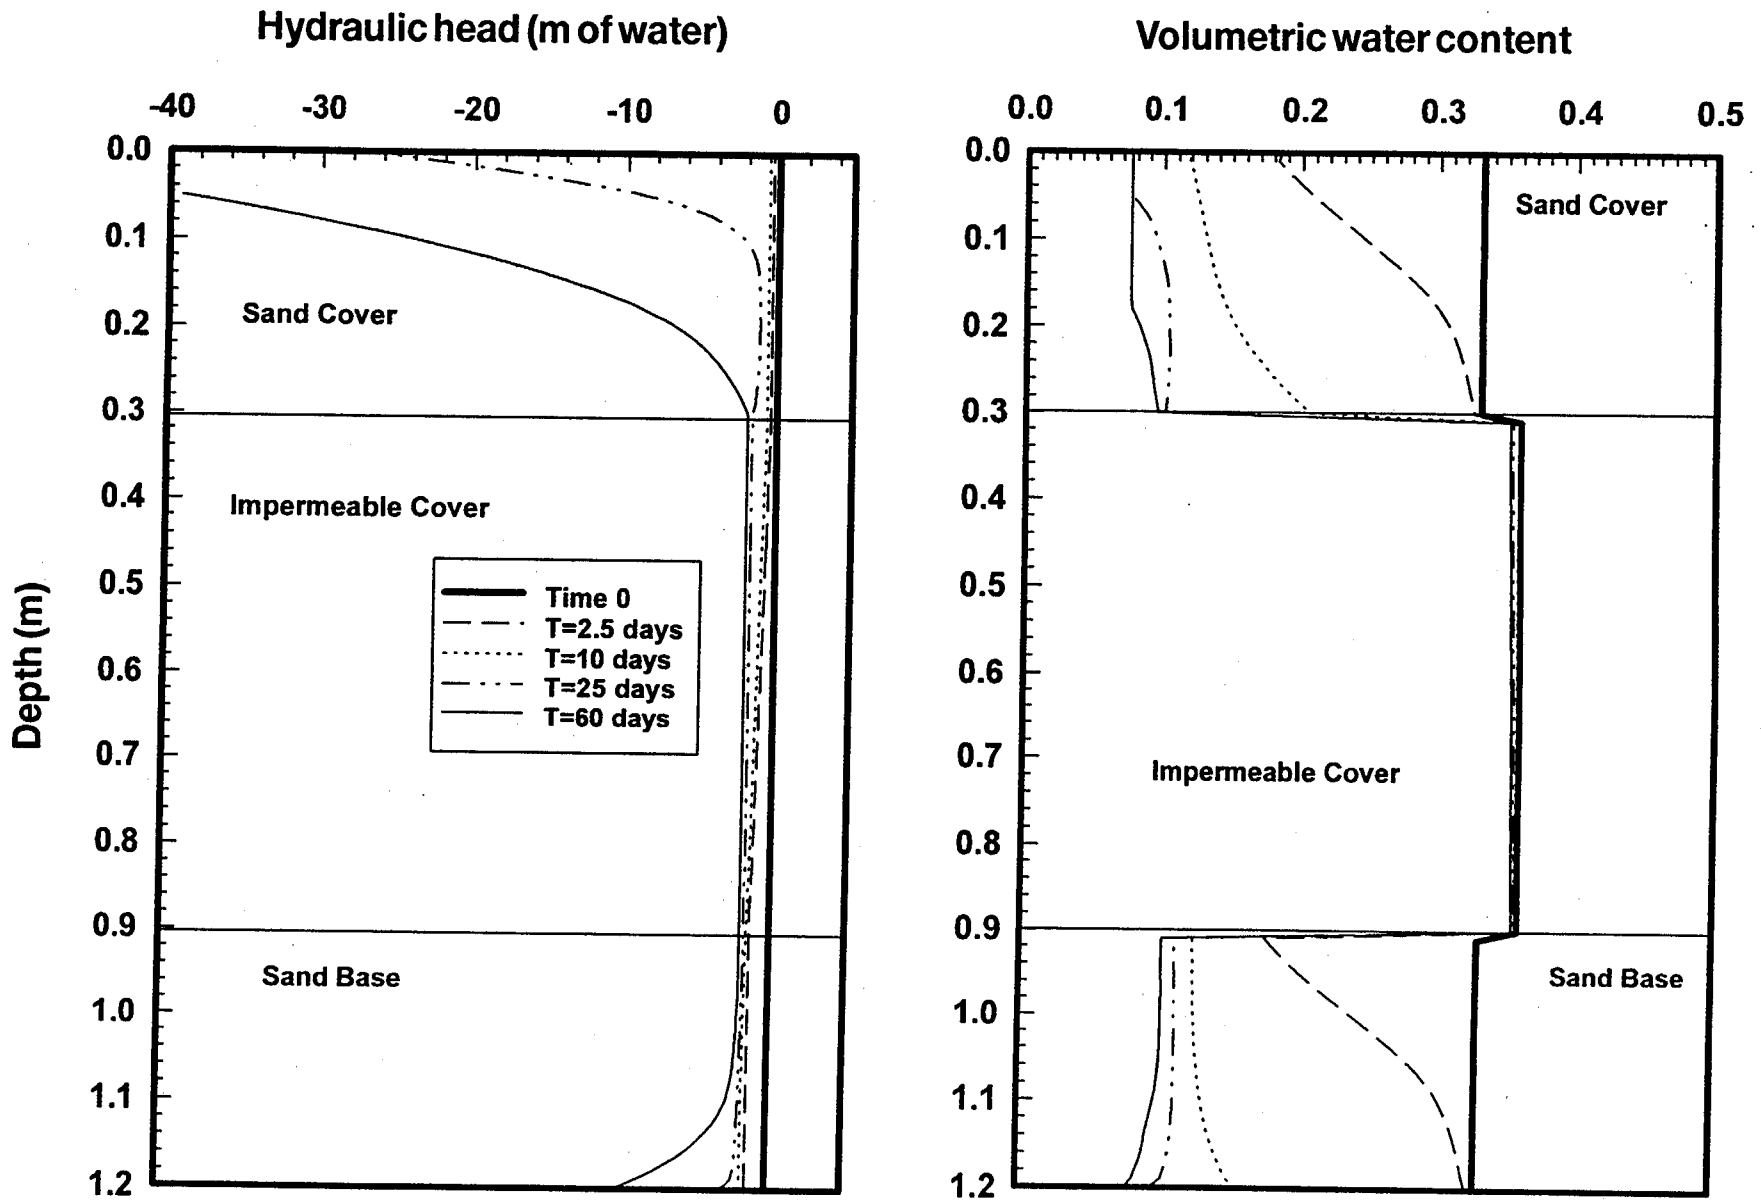 Hydraulic head (m of water)
-40 -30 -20 -10 0
0.0
0.1
0.2
0.3
0.4
0.5
0.6
0.7
0.8
0.9
1.0
1.1
1.2
Depth (m)
Sand Cover
Impermeable Cover
Time 0
T=2.5 days
T=10 days
T=25 days
T=60 days
Sand Base
Volumetric water content
0.0 0.1 0.2 0.3 0.4 0.5
0.0
0.1
0.2
0.3
0.4
0.5
0.6
0.7
0.8
0.9
1.0
1.1
1.2
Sand Cover
Impermeable Cover
Sand Base